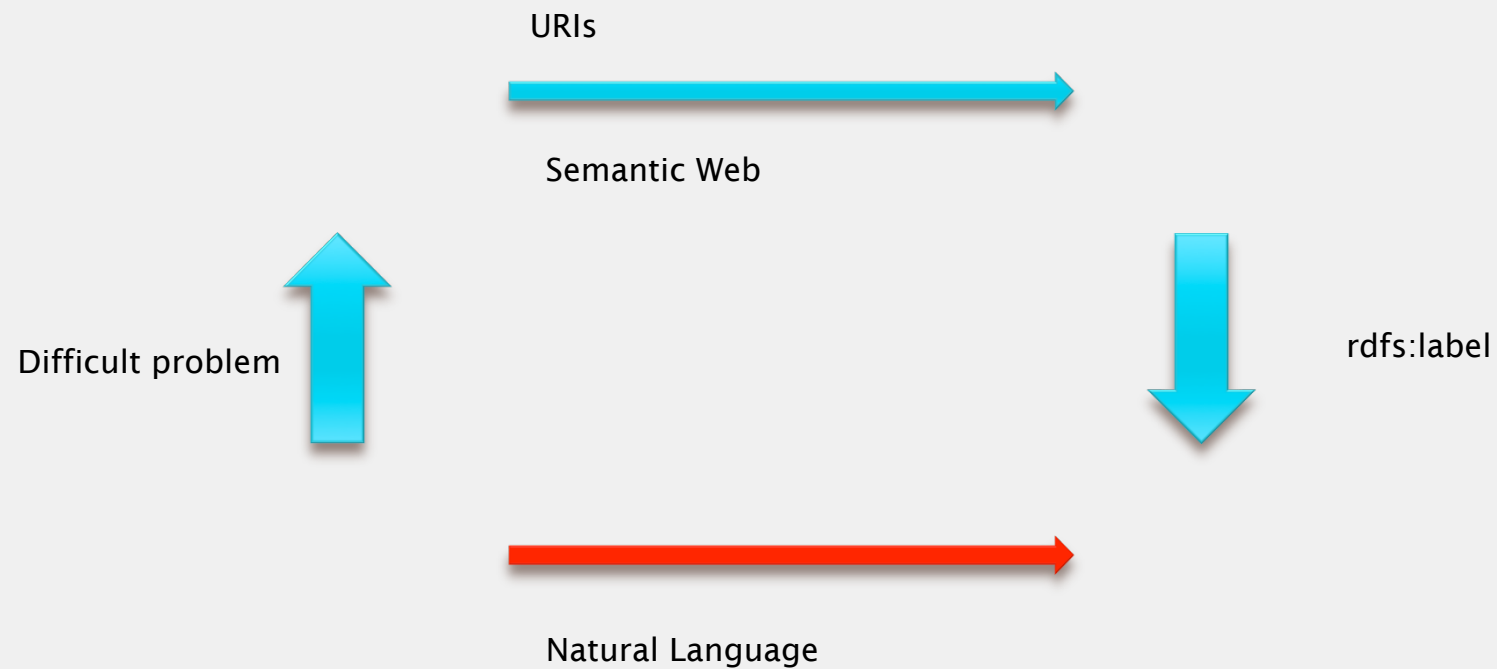 URIs
Semantic Web
Difficult problem
rdfs:label
Natural Language